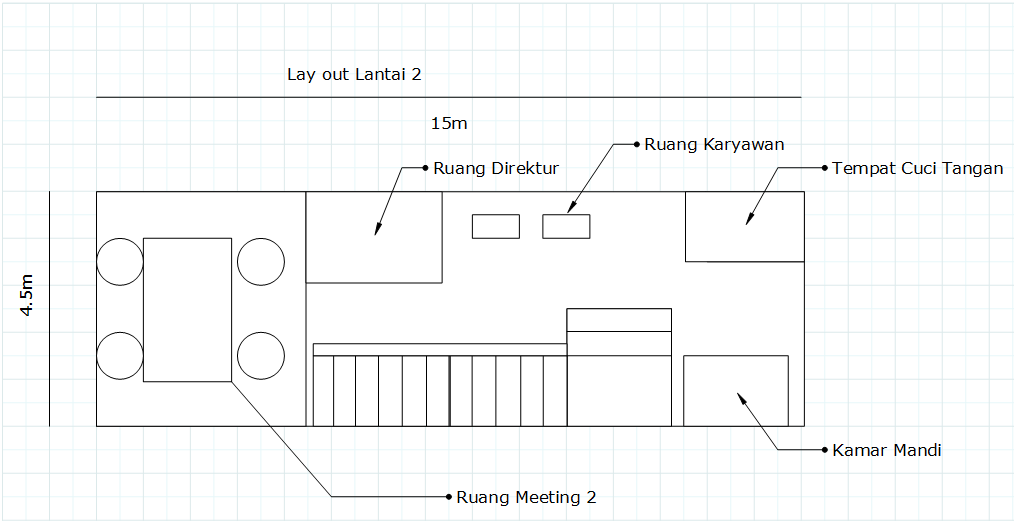 Lay out Lantai 2
15m
Ruang Karyawan
Ruang Direktur
Tempat Cuci Tangan
4.5m
Kamar Mandi
Ruang Meeting 2